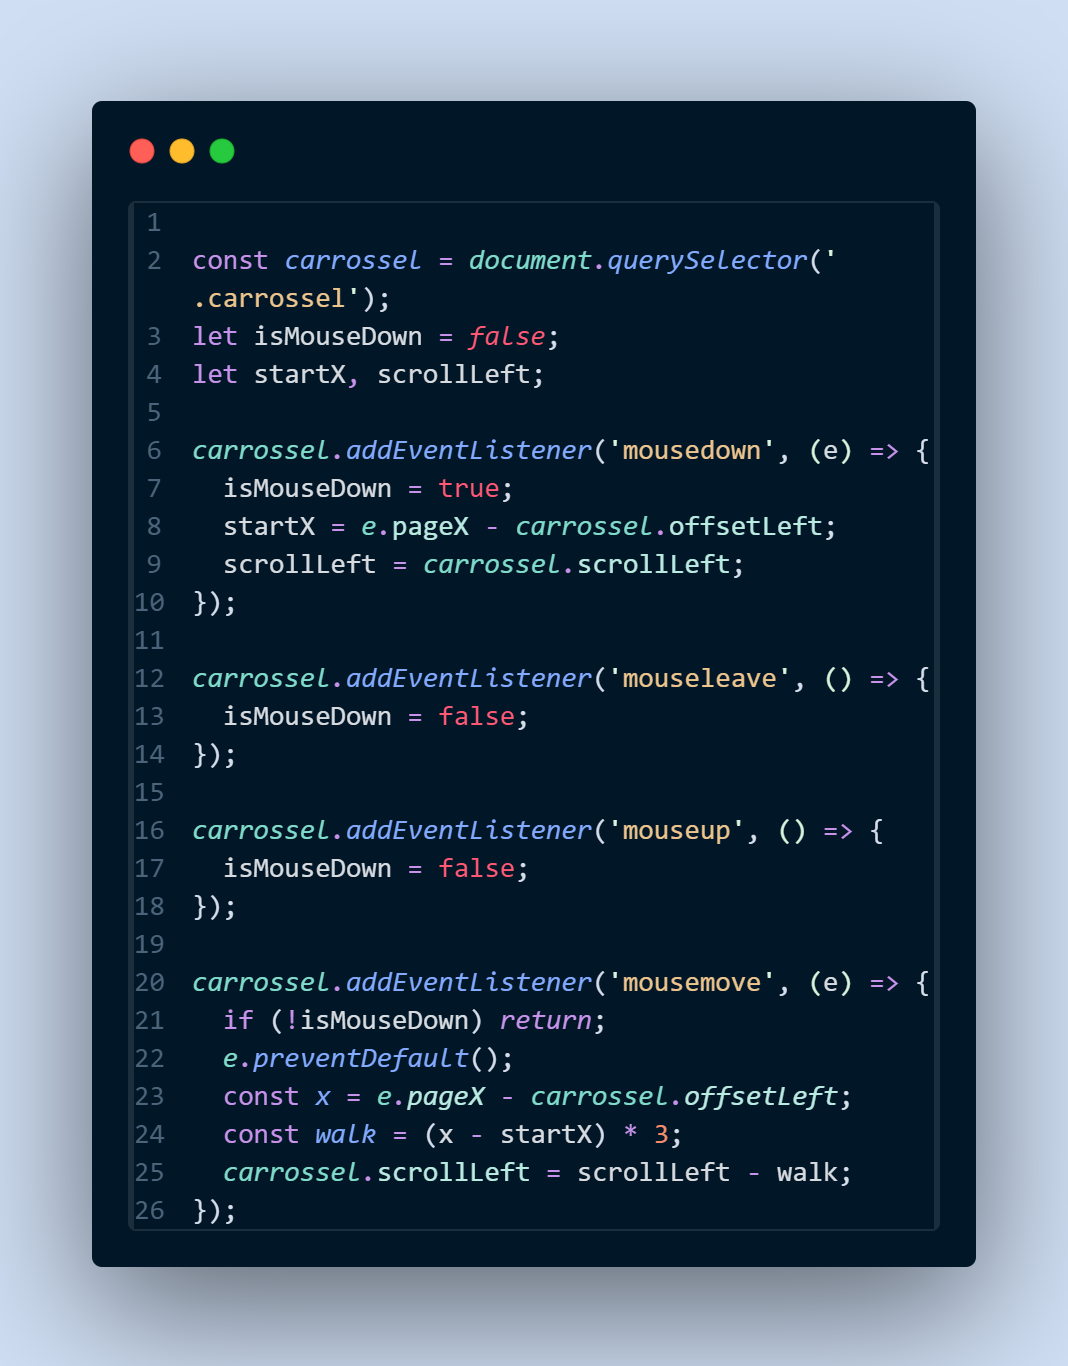 1
2 const carrossel = document.querySelector('
.carrossel');
3 let isMouseDown = false;
4 let startX, scrollLeft;
5
6 carrossel.addEventListener('mousedown', (e) => {
7   isMouseDown = true;
8   startX = e.pageX - carrossel.offsetLeft;
9   scrollLeft = carrossel.scrollLeft;
10 });
11
12 carrossel.addEventListener('mouseleave', () => {
13   isMouseDown = false;
14 });
15
16 carrossel.addEventListener('mouseup', () => {
17   isMouseDown = false;
18 });
19
20 carrossel.addEventListener('mousemove', (e) => {
21   if (!isMouseDown) return;
22   e.preventDefault();
23   const x = e.pageX - carrossel.offsetLeft;
24   const walk = (x - startX) * 3;
25   carrossel.scrollLeft = scrollLeft - walk;
26 });